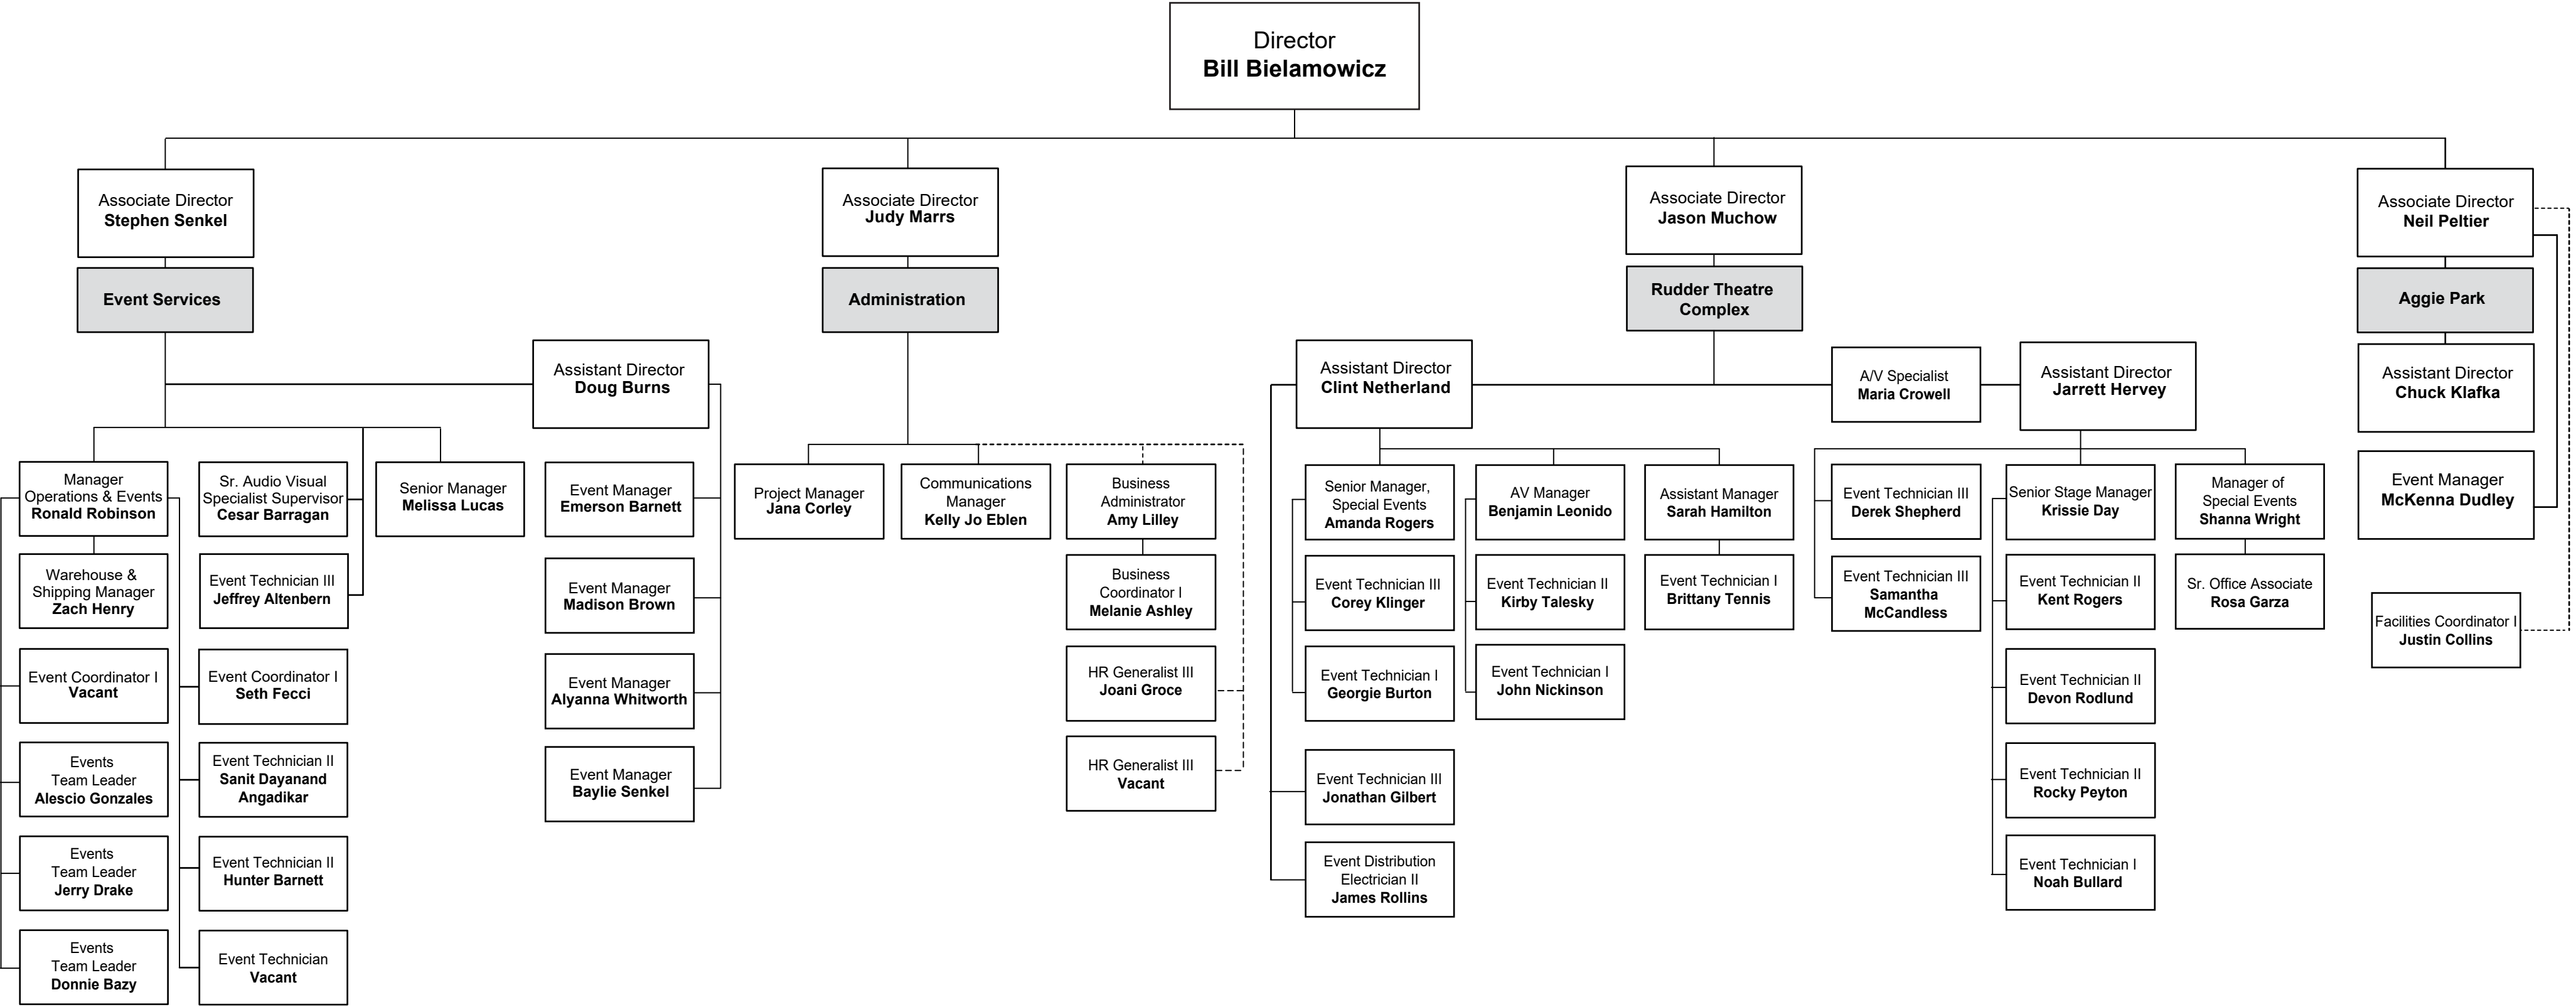 Director
Bill Bielamowicz
Associate Director
Stephen Senkel
Event Services
Associate Director
Judy Marrs
Administration
Associate Director
Jason Muchow
Rudder Theatre
Complex
Associate Director
Neil Peltier
Aggie Park
Assistant Director
Doug Burns
Assistant Director
Clint Netherland
A/V Specialist
Maria Crowell
Assistant Director
Jarrett Hervey
Assistant Director
Chuck Klafka
Manager
Operations & Events
Ronald Robinson
Sr. Audio Visual
Specialist Supervisor
Cesar Barragan
Senior Manager
Melissa Lucas
Event Manager
Emerson Barnett
Project Manager
Jana Corley
Communications
Manager
Kelly Jo Eblen
Business
Administrator
Amy Lilley
Senior Manager,
Special Events
Amanda Rogers
AV Manager
Benjamin Leonido
Assistant Manager
Sarah Hamilton
Event Technician III
Derek Shepherd
Senior Stage Manager
Krissie Day
Manager of
Special Events
Shanna Wright
Event Manager
McKenna Dudley
Warehouse &
Shipping Manager
Zach Henry
Event Technician III
Jeffrey Altenbern
Event Manager
Madison Brown
Business
Coordinator I
Melanie Ashley
Event Technician III
Corey Klinger
Event Technician II
Kirby Talesky
Event Technician I
Brittany Tennis
Event Technician III
Samantha
McCandless
Event Technician II
Kent Rogers
Sr. Office Associate
Rosa Garza
Facilities Coordinator I
Justin Collins
Event Coordinator I
Vacant
Event Coordinator I
Seth Fecci
Event Manager
Alyanna Whitworth
HR Generalist III
Joani Groce
Event Technician I
Georgie Burton
Event Technician I
John Nickinson
Event Technician II
Devon Rodlund
Events
Team Leader
Alescio Gonzales
Event Technician II
Sanit Dayanand
Angadikar
Event Manager
Baylie Senkel
HR Generalist III
Vacant
Event Technician III
Jonathan Gilbert
Event Technician II
Rocky Peyton
Events
Team Leader
Jerry Drake
Event Technician II
Hunter Barnett
Event Distribution
Electrician II
James Rollins
Event Technician I
Noah Bullard
Events
Team Leader
Donnie Bazy
Event Technician
Vacant